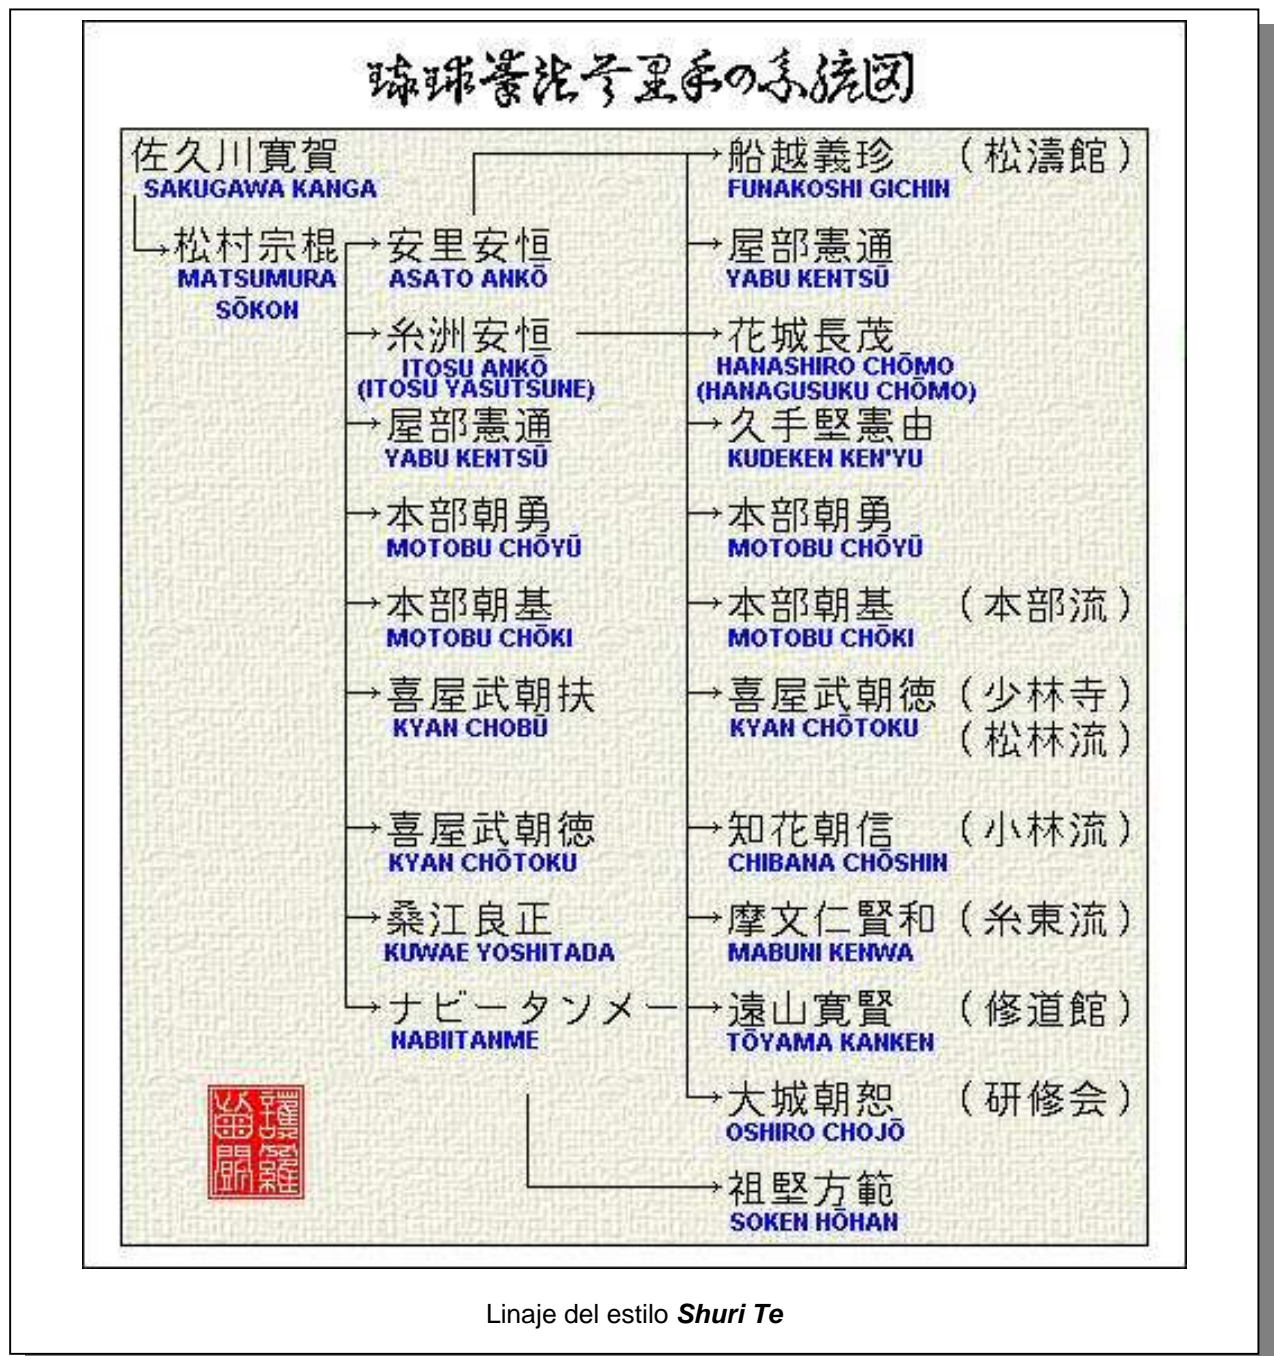 琉球拳法首里手の系統図
佐久川寛賀
SAKUGAWA KANGA
松村宗棍
MATSUMURA
SŌKON
安里安恒
ASATO ANKŌ
糸洲安恒
ITOSU ANKŌ
(ITOSU YASUTSUNE)
屋部憲通
YABU KENTSŪ
本部朝勇
MOTOBU CHŌYŪ
本部朝基
MOTOBU CHŌKI
喜屋武朝扶
KYAN CHOBŪ
喜屋武朝徳
KYAN CHŌTOKU
桑江良正
KUWAE YOSHITADA
ナビータンメー
NABIITANME
船越義珍 (松濤館)
FUNAKOSHI GICHIN
屋部憲通
YABU KENTSŪ
花城長茂
HANASHIRO CHŌMO
(HANAGUSUKU CHŌMO)
久手堅憲由
KUDEKEN KEN'YU
本部朝勇
MOTOBU CHŌYŪ
本部朝基 (本部流)
MOTOBU CHŌKI
喜屋武朝徳 (少林寺)
KYAN CHŌTOKU (松林流)
知花朝信 (小林流)
CHIBANA CHŌSHIN
摩文仁賢和 (糸東流)
MABUNI KENWA
遠山寛賢 (修道館)
TŌYAMA KANKEN
大城朝恕 (研修会)
OSHIRO CHOJŌ
祖堅方範
SOKEN HŌHAN
Linaje del estilo Shuri Te